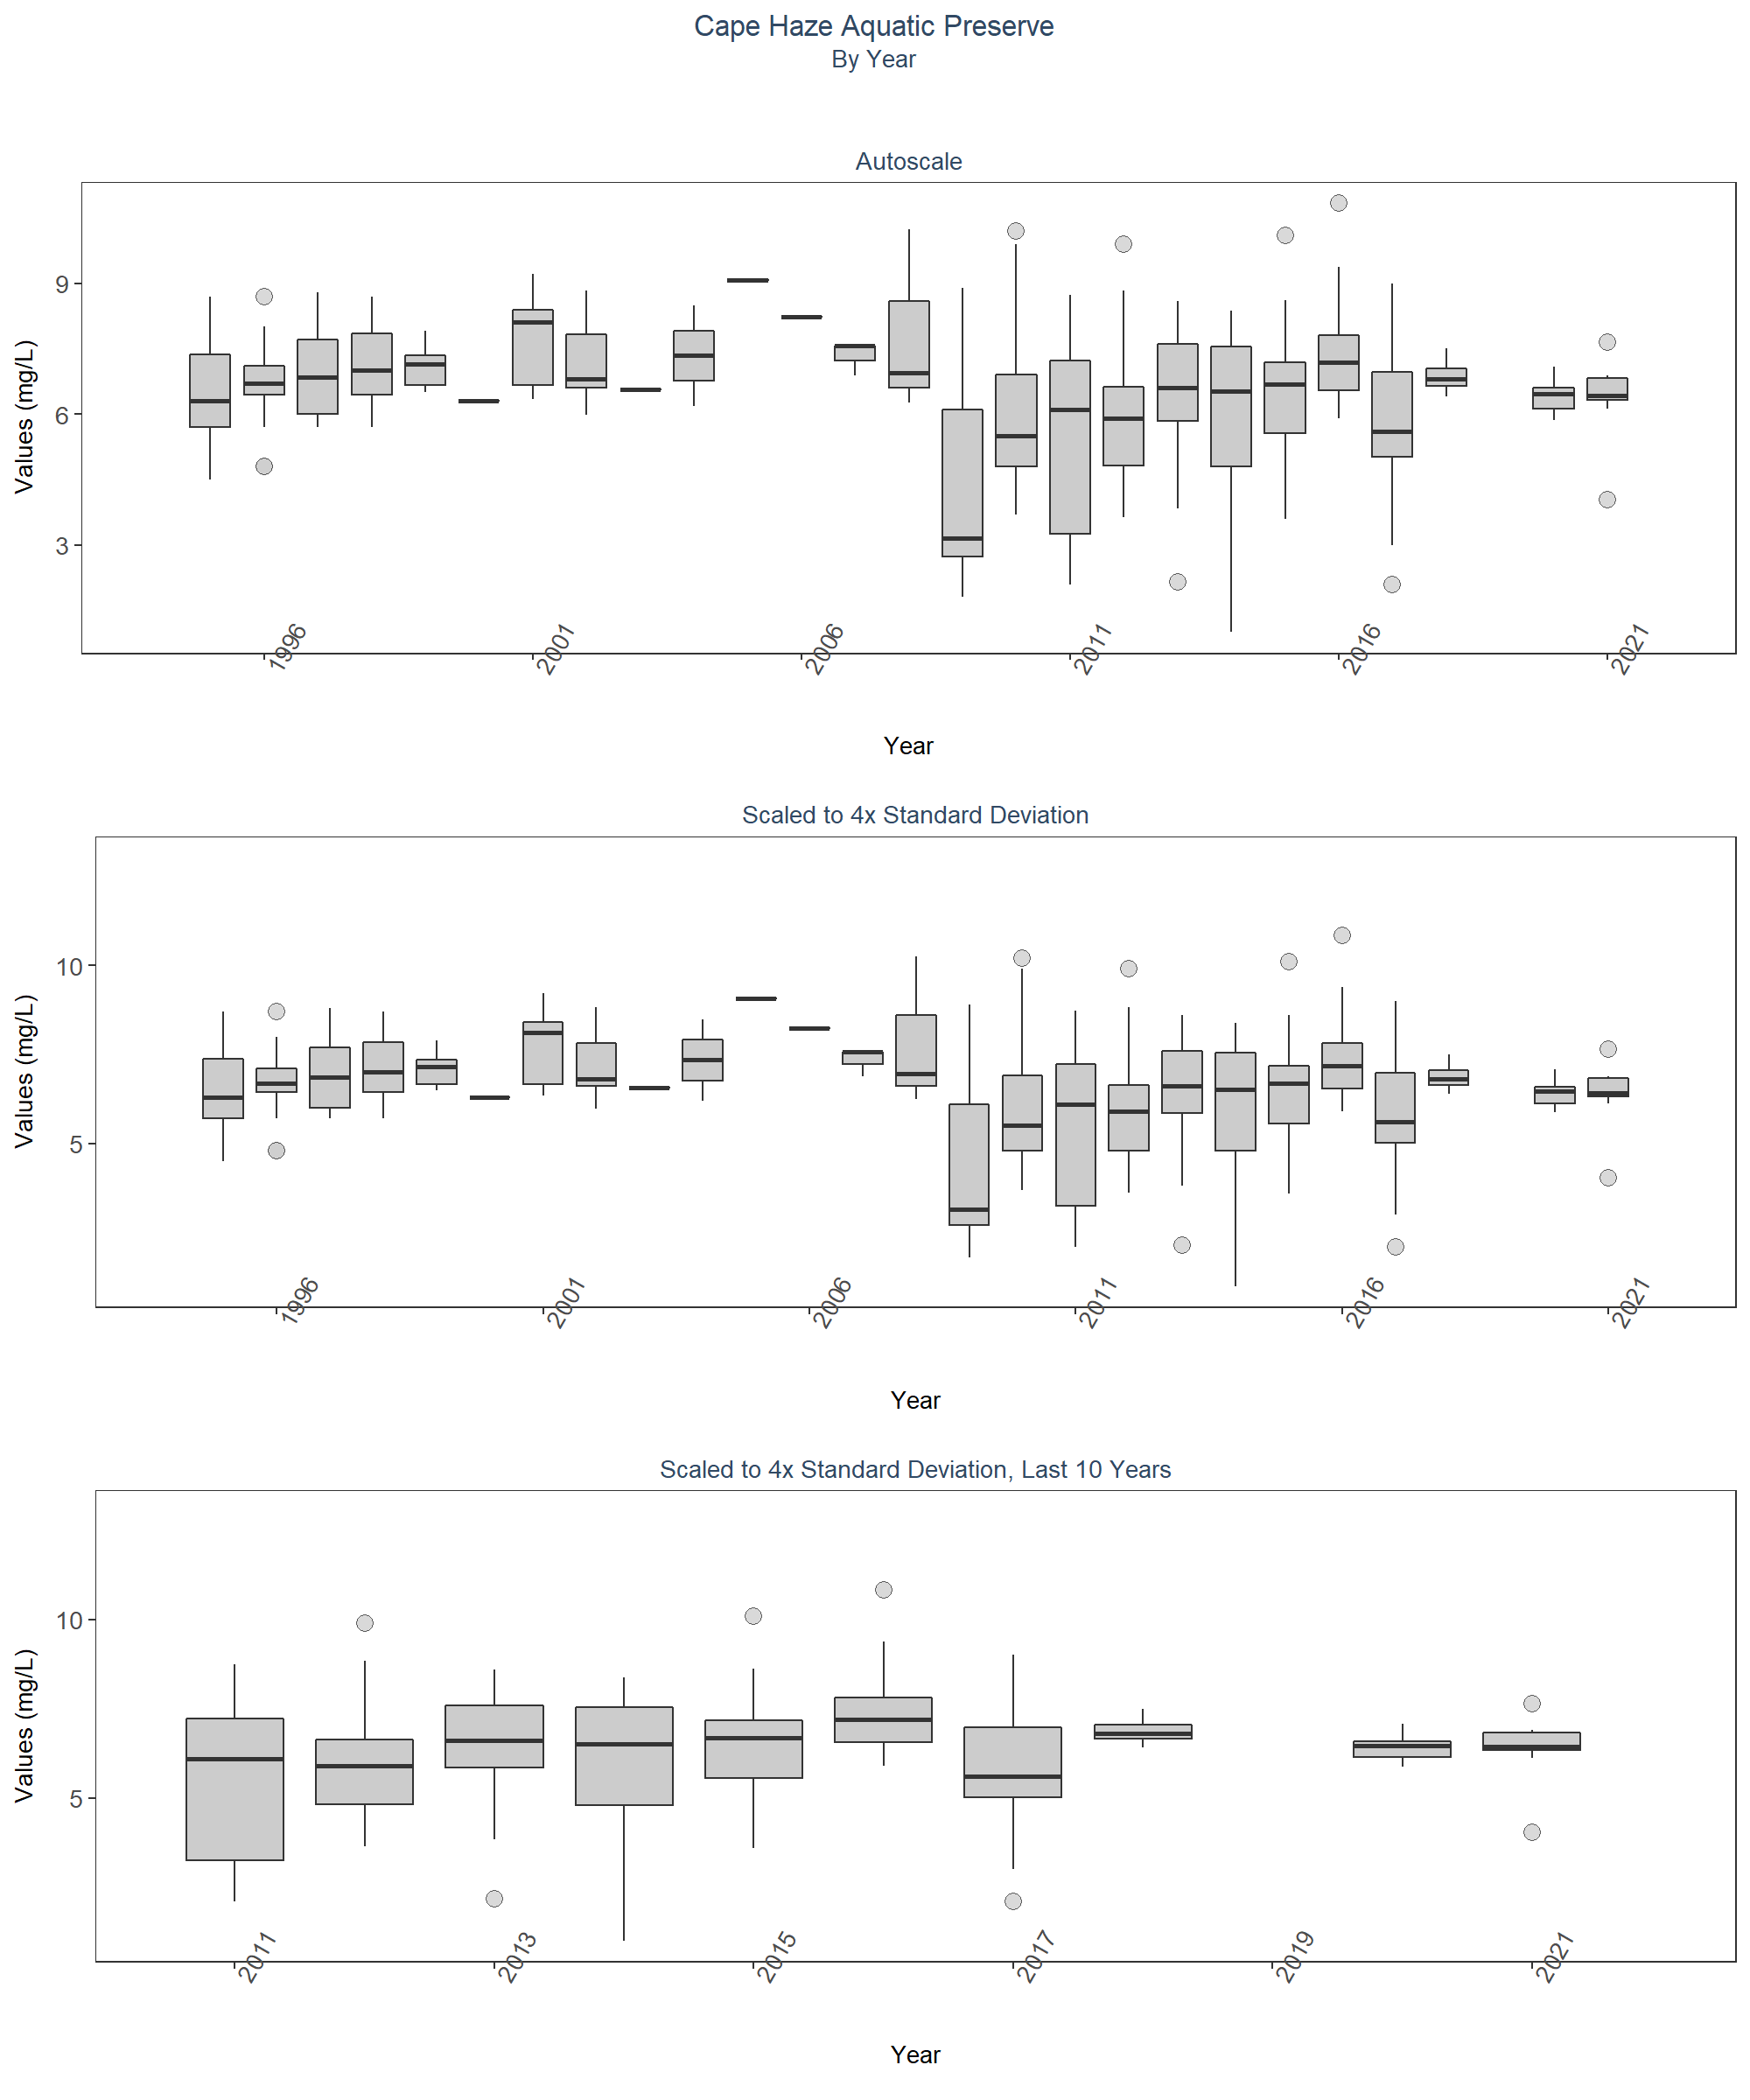 Cape Haze Aquatic Preserve
By Year
Autoscale
Values (mg/L)
9
6
3
1996
2001
2006
2011
2016
2021
Year
Scaled to 4x Standard Deviation
Values (mg/L)
10
5
1996
2001
2006
2011
2016
2021
Year
Scaled to 4x Standard Deviation, Last 10 Years
Values (mg/L)
10
5
2011
2013
2015
2017
2019
2021
Year